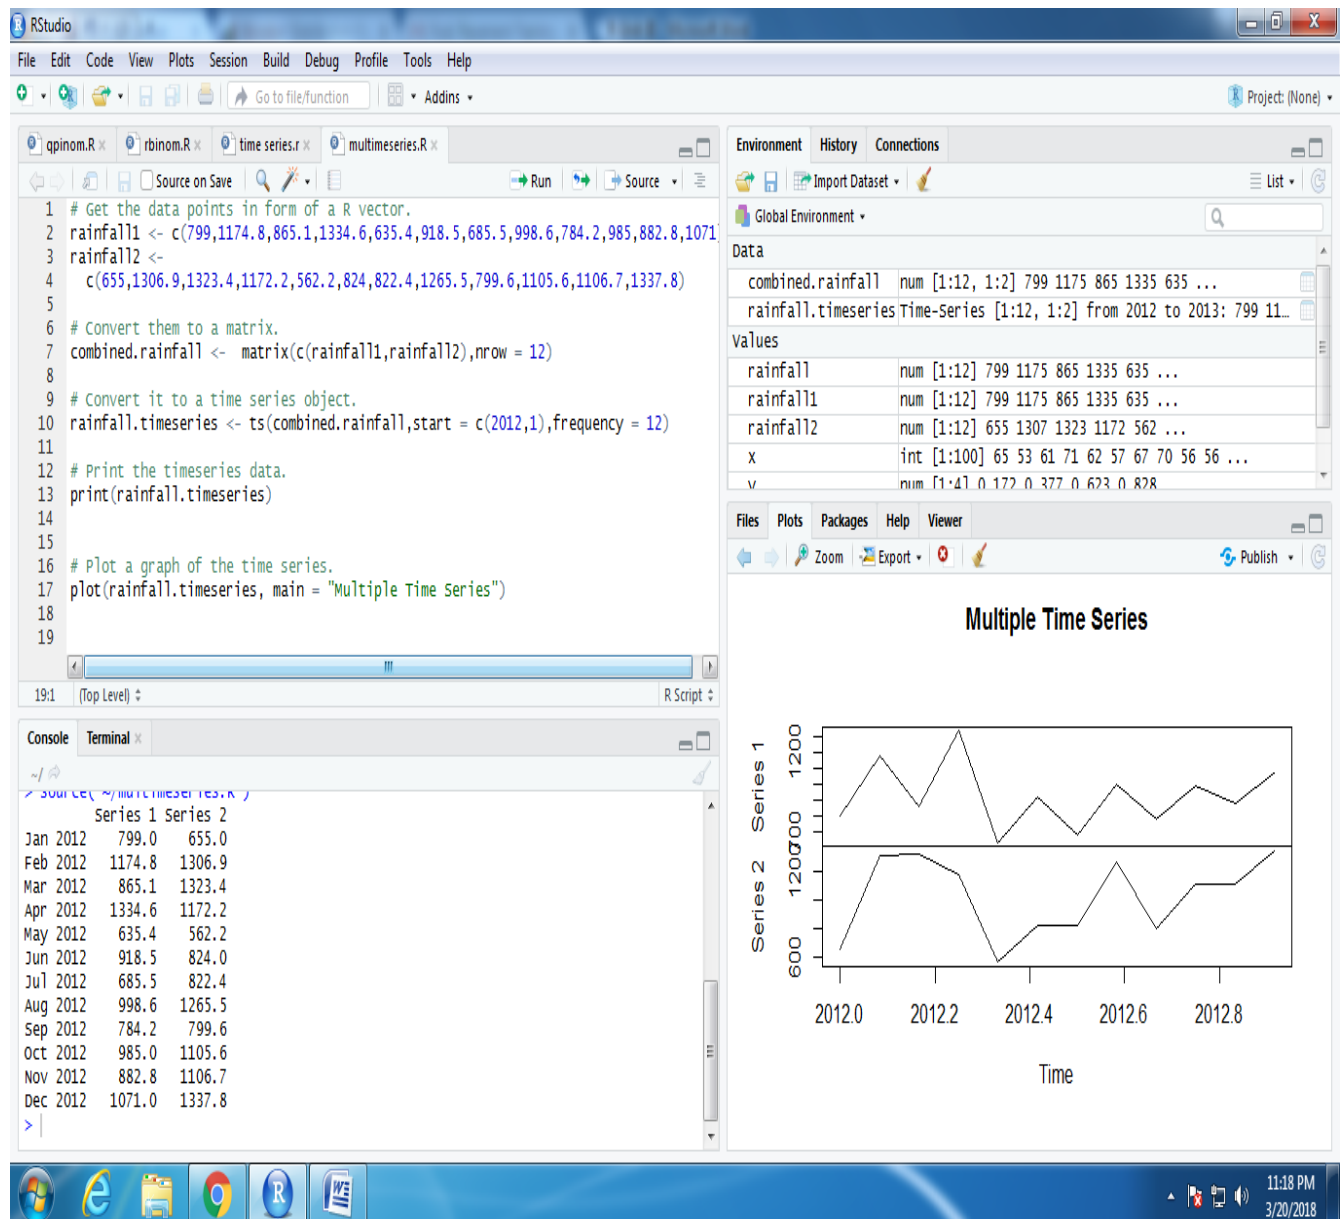 RStudio
File Edit Code View Plots Session Build Debug Profile Tools Help
Go to file/function Addins Project: (None)
qpinom.R rbinom.R time series.r multimeseries.R
Source on Save Run Source
1 # Get the data points in form of a R vector.
2 rainfall1 <- c(799,1174.8,865.1,1334.6,635.4,918.5,685.5,998.6,784.2,985,882.8,1071
3 rainfall2 <-
4 c(655,1306.9,1323.4,1172.2,562.2,824,822.4,1265.5,799.6,1105.6,1106.7,1337.8)
5
6 # Convert them to a matrix.
7 combined.rainfall <- matrix(c(rainfall1,rainfall2),nrow = 12)
8
9 # Convert it to a time series object.
10 rainfall.timeseries <- ts(combined.rainfall,start = c(2012,1),frequency = 12)
11
12 # Print the timeseries data.
13 print(rainfall.timeseries)
14
15
16 # Plot a graph of the time series.
17 plot(rainfall.timeseries, main = "Multiple Time Series")
18
19
19:1 (Top Level) R Script
Console Terminal
~/
> source('~/multimeseries.R')
Series 1 Series 2
Jan 2012 799.0 655.0
Feb 2012 1174.8 1306.9
Mar 2012 865.1 1323.4
Apr 2012 1334.6 1172.2
May 2012 635.4 562.2
Jun 2012 918.5 824.0
Jul 2012 685.5 822.4
Aug 2012 998.6 1265.5
Sep 2012 784.2 799.6
Oct 2012 985.0 1105.6
Nov 2012 882.8 1106.7
Dec 2012 1071.0 1337.8
>
Environment History Connections
Import Dataset List
Global Environment
Data
combined.rainfall num [1:12, 1:2] 799 1175 865 1335 635 ...
rainfall.timeseries Time-Series [1:12, 1:2] from 2012 to 2013: 799 11...
Values
rainfall num [1:12] 799 1175 865 1335 635 ...
rainfall1 num [1:12] 799 1175 865 1335 635 ...
rainfall2 num [1:12] 655 1307 1323 1172 562 ...
x int [1:100] 65 53 61 71 62 57 67 70 56 56 ...
num [1:4] 0.172 0.377 0.623 0.828
Files Plots Packages Help Viewer
Zoom Export Publish
Multiple Time Series
Series 1
1200
700
Series 2
1200
600
2012.0 2012.2 2012.4 2012.6 2012.8
Time
11:18 PM
3/20/2018